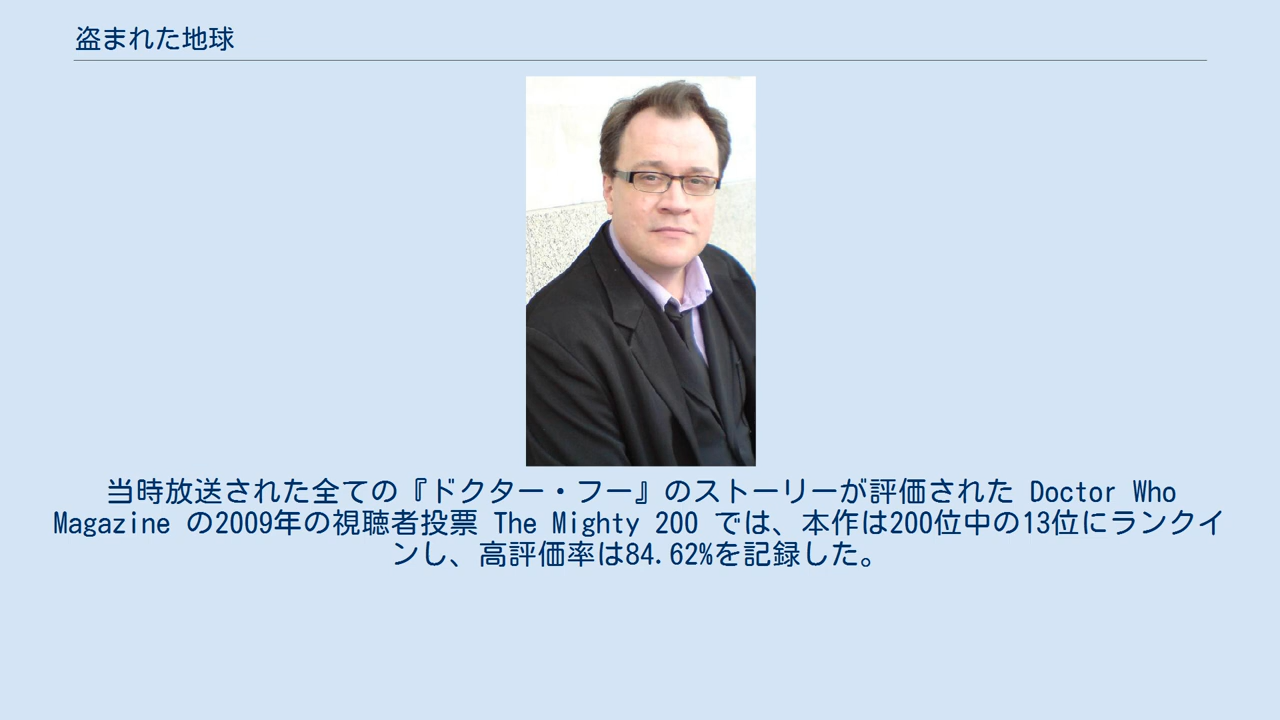 盗まれた地球
当時放送された全ての『ドクター・フー』のストーリーが評価された Doctor Who
Magazine の2009年の視聴者投票 The Mighty 200 では、本作は200位中の13位にランクイ
ンし、高評価率は84.62%を記録した。